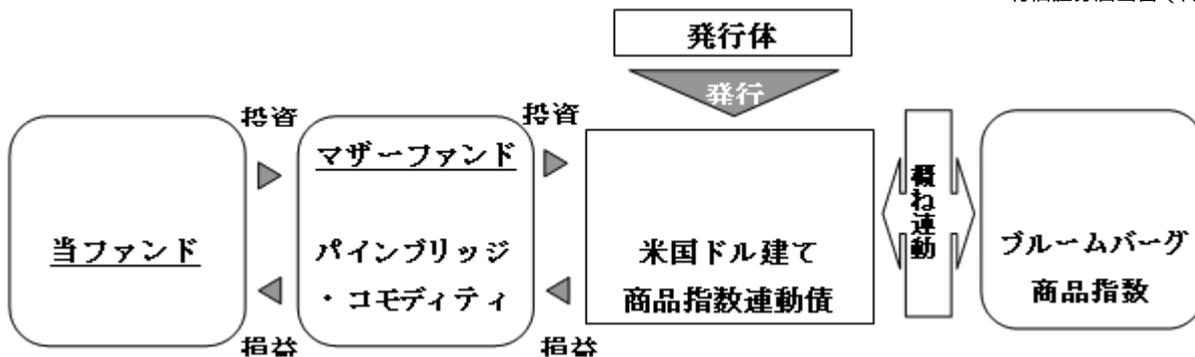 発行体
発行
投資
投資
当ファンド
マザーファンド
パインブリッジ
・コモディティ
米国ドル建て
商品指数連動債
概ね連動
ブルームバーグ
商品指数
損益
損益